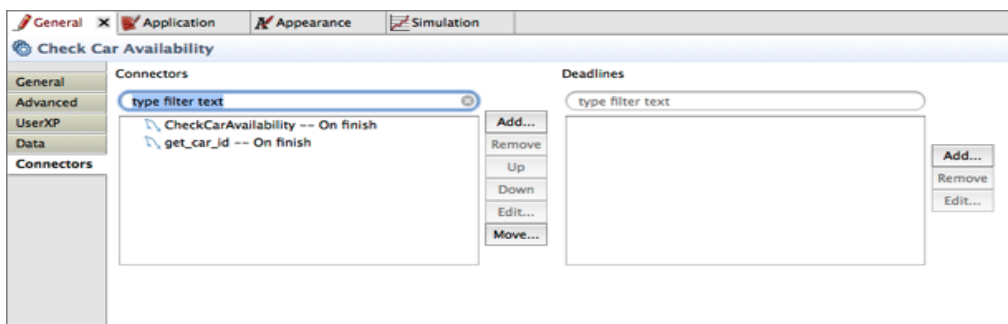 General
Application
Appearance
Simulation
Check Car Availability
General
Advanced
UserXP
Data
Connectors
Connectors
type filter text
CheckCarAvailability -- On finish
get_car_id -- On finish
Add...
Remove
Up
Down
Edit...
Move...
Deadlines
type filter text
Add...
Remove
Edit...